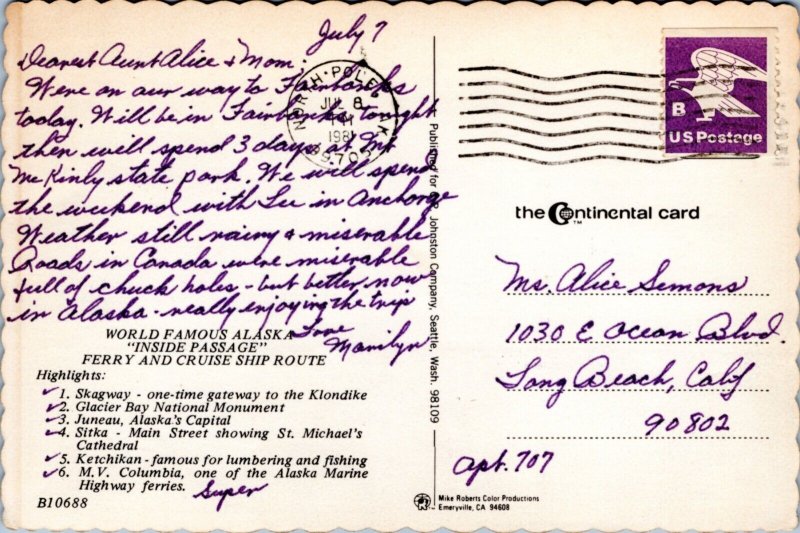 July 7
Dearest Aunt Alice & Mom.
We're on our way to Fairbanks
today. Will be in Fairbanks tonight
then will spend 3 days at Mt
McKinly state park. We will spend
the weekend with Lee in Anchorge
Weather still rainy & miserable
Roads in Canada were miserable
full of chuck holes - but better now
in Alaska - really enjoying the trip
Love
Marilyn
WORLD FAMOUS ALASKA
"INSIDE PASSAGE"
FERRY AND CRUISE SHIP ROUTE
Highlights:
1. Skagway - one-time gateway to the Klondike
2. Glacier Bay National Monument
3. Juneau, Alaska's Capital
4. Sitka - Main Street showing St. Michael's
Cathedral
5. Ketchikan - famous for lumbering and fishing
6. M.V. Columbia, one of the Alaska Marine
Highway ferries.
Super
B10688
NORTH POLE, AK
JUL 8
1981
99705
Published for J.P. Johnston Company, Seattle, Wash. 98109
B
US Postage
the Continental card
TM
Ms. Alice Semons
1030 E Ocean Blvd.
Long Beach, Calif
90802
Apt. 707
Mike Roberts Color Productions
Emeryville, CA 94608